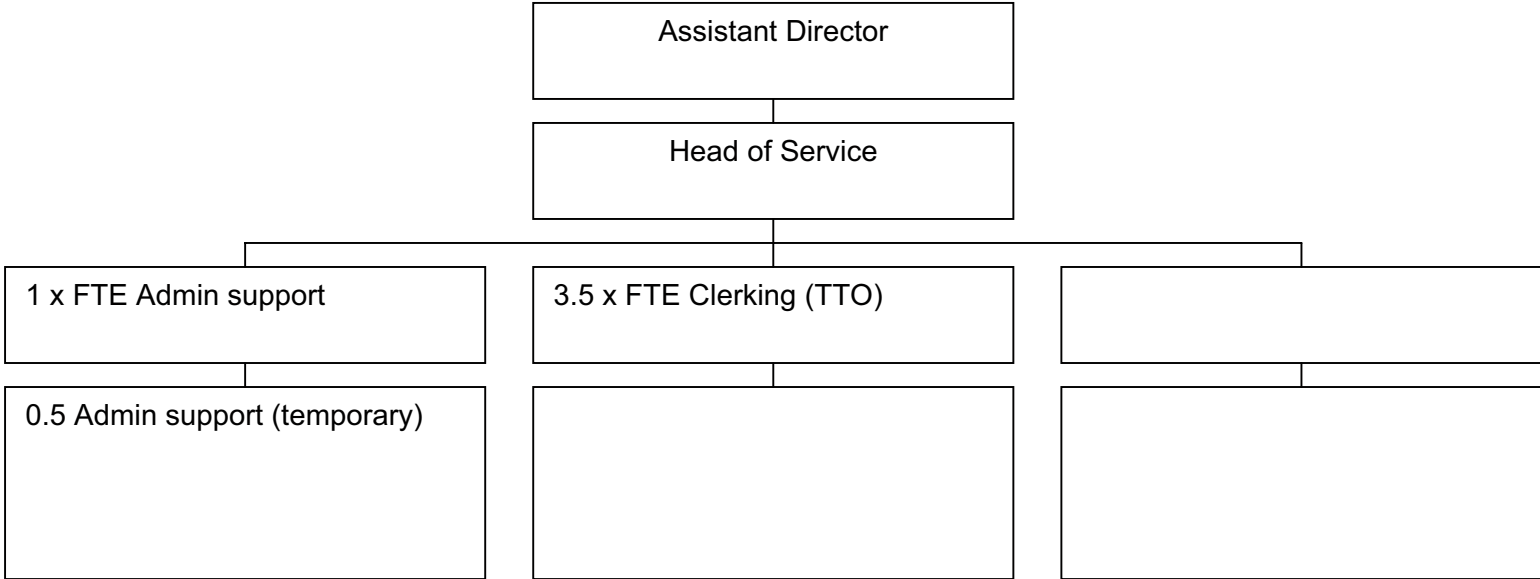 Assistant Director
Head of Service
1 x FTE Admin support
3.5 x FTE Clerking (TTO)
0.5 Admin support (temporary)